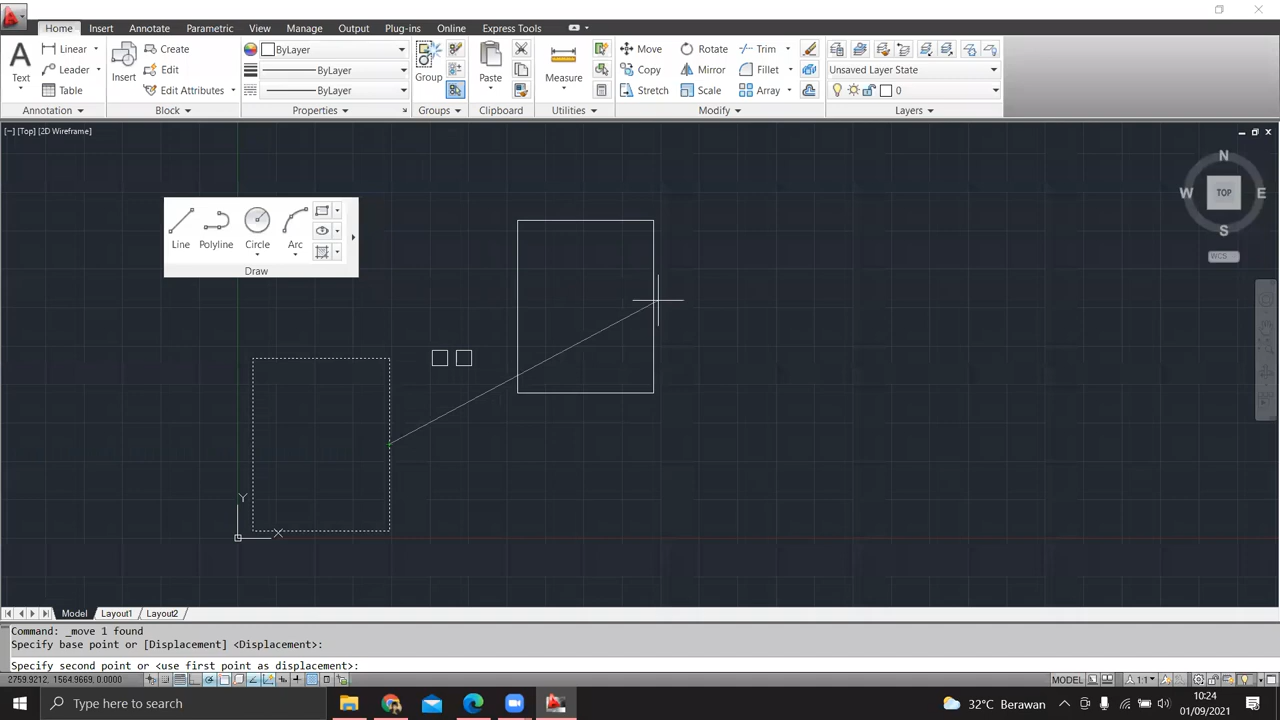 Home Insert Annotate Parametric View Manage Output Plug-ins Online Express Tools
A Linear Create ByLayer Move Rotate Trim
Leader Edit ByLayer Copy Mirror Fillet Unsaved Layer State
Text Insert Group Paste Measure
Table Edit Attributes ByLayer Stretch Scale Array 0
Annotation Block Properties Groups Clipboard Utilities Modify Layers
[−] [Top] [2D Wireframe]
N
W TOP E
S
WCS
Line Polyline Circle Arc
Draw
Y
X
Model Layout1 Layout2
Command: _move 1 found
Specify base point or [Displacement] <Displacement>:
Specify second point or <use first point as displacement>:
2759.9212, 1564.9669, 0.0000 MODEL 1:1
Type here to search 32°C Berawan 10:24
01/09/2021